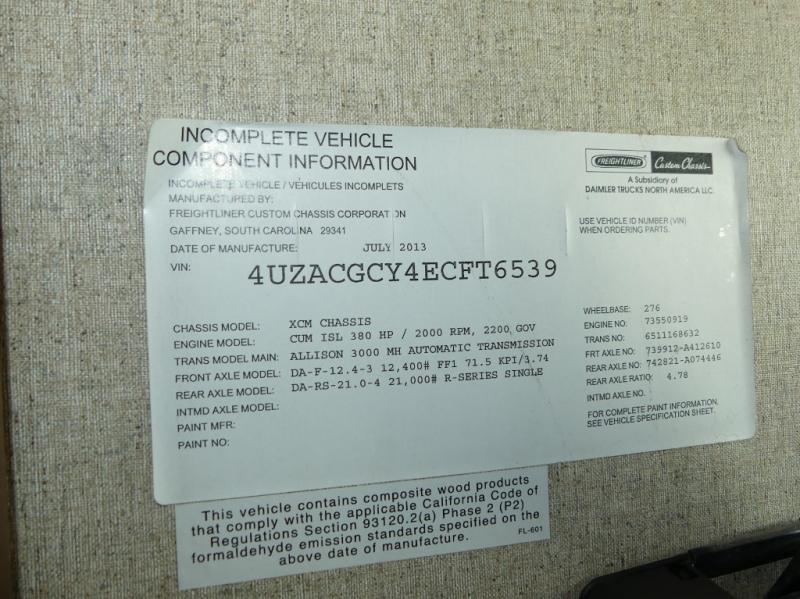 INCOMPLETE VEHICLE
COMPONENT INFORMATION
INCOMPLETE VEHICLE / VÉHICULES INCOMPLETS
MANUFACTURED BY:
FREIGHTLINER CUSTOM CHASSIS CORPORATION
GAFFNEY, SOUTH CAROLINA 29341
DATE OF MANUFACTURE: JULY 2013
VIN: 4UZACGCY4ECFT6539
CHASSIS MODEL: XCM CHASSIS
ENGINE MODEL: CUM ISL 380 HP / 2000 RPM, 2200 GOV
TRANS MODEL MAIN: ALLISON 3000 MH AUTOMATIC TRANSMISSION
FRONT AXLE MODEL: DA-F-12.4-3 12,400# FF1 71.5 KPI/3.74
REAR AXLE MODEL: DA-RS-21.0-4 21,000# R-SERIES SINGLE
INTMD AXLE MODEL:
PAINT MFR:
PAINT NO:
FREIGHTLINER Custom Chassis
A Subsidiary of
DAIMLER TRUCKS NORTH AMERICA LLC.
USE VEHICLE ID NUMBER (VIN)
WHEN ORDERING PARTS.
WHEELBASE: 276
ENGINE NO: 73550919
TRANS NO: 6511168632
FRT AXLE NO: 739912-A412610
REAR AXLE NO: 742821-A074446
REAR AXLE RATIO: 4.78
INTMD AXLE NO.
FOR COMPLETE PAINT INFORMATION,
SEE VEHICLE SPECIFICATION SHEET.
This vehicle contains composite wood products
that comply with the applicable California Code of
Regulations Section 93120.2(a) Phase 2 (P2)
formaldehyde emission standards specified on the
above date of manufacture.
FL-601